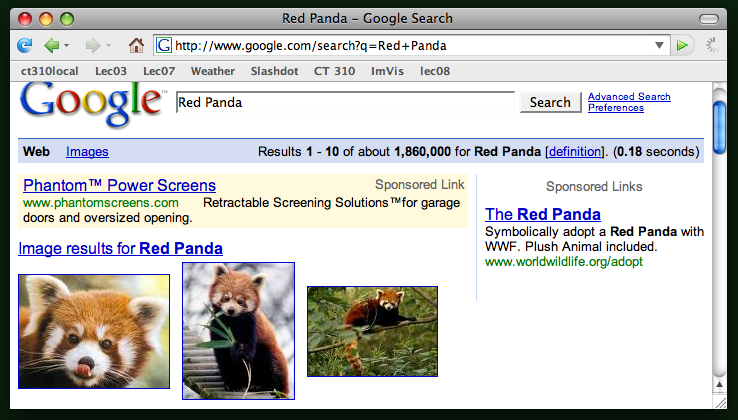 Red Panda – Google Search
http://www.google.com/search?q=Red+Panda
ct310local Lec03 Lec07 Weather Slashdot CT 310 ImVis lec08
Google™ Red Panda Search Advanced Search
Preferences
Web Images Results 1 - 10 of about 1,860,000 for Red Panda [definition]. (0.18 seconds)
Phantom™ Power Screens Sponsored Link
www.phantomscreens.com Retractable Screening Solutions™for garage
doors and oversized opening.
Sponsored Links
The Red Panda
Symbolically adopt a Red Panda with
WWF. Plush Animal included.
www.worldwildlife.org/adopt
Image results for Red Panda